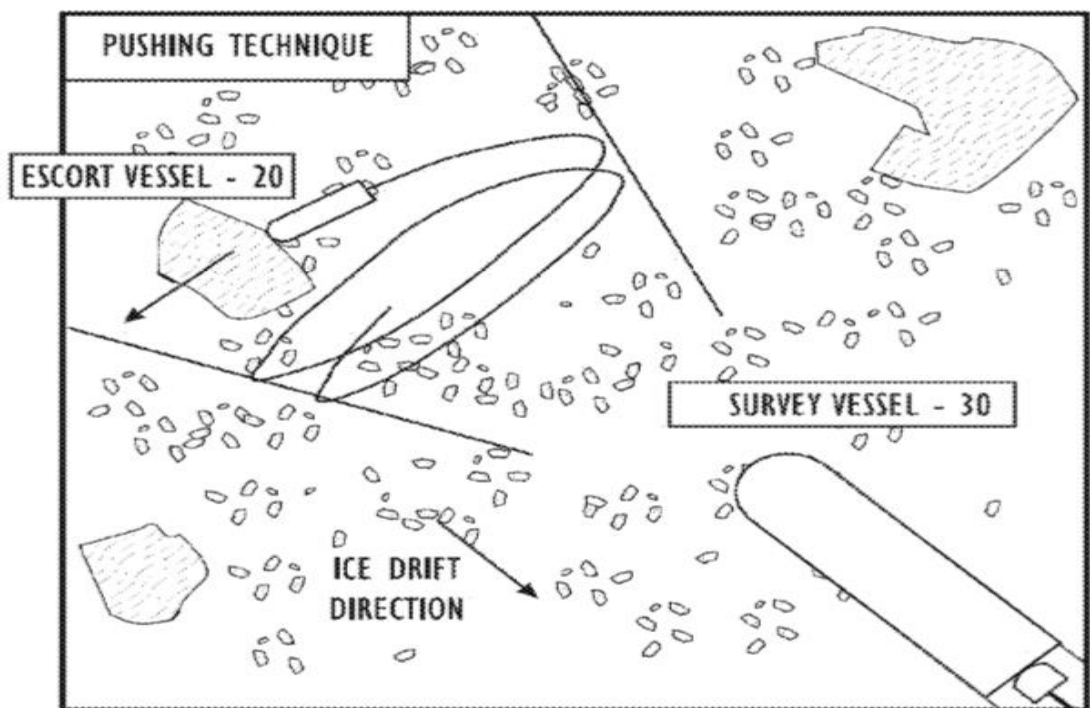 PUSHING TECHNIQUE
ESCORT VESSEL - 20
SURVEY VESSEL - 30
ICE DRIFT
DIRECTION